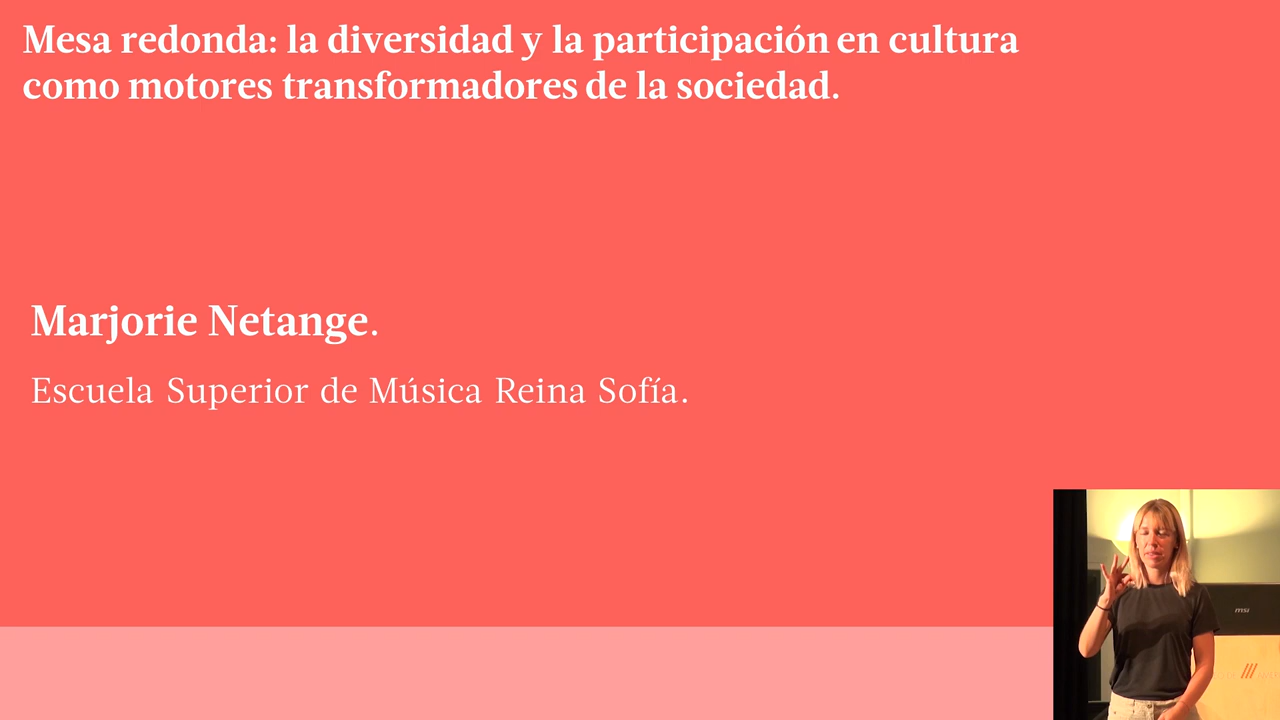 Mesa redonda: la diversidad y la participación en cultura
como motores transformadores de la sociedad.
Marjorie Netange.
Escuela Superior de Música Reina Sofía.
msi